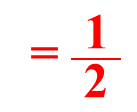 = 1/2